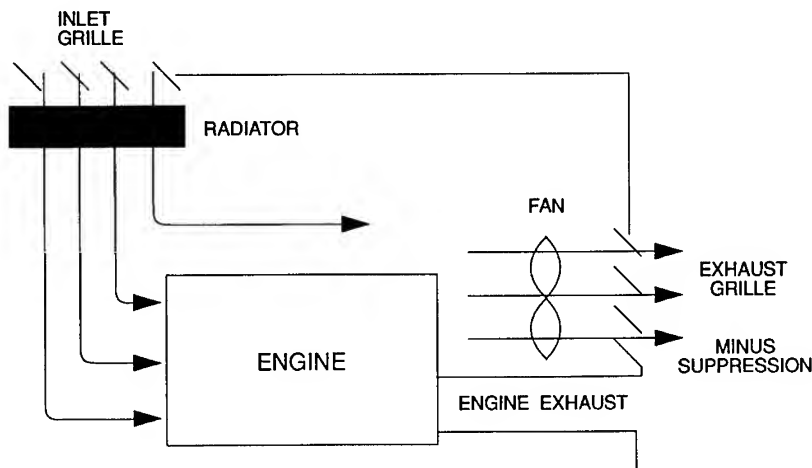 INLET
GRILLE
RADIATOR
FAN
EXHAUST
GRILLE
ENGINE
MINUS
SUPPRESSION
ENGINE EXHAUST